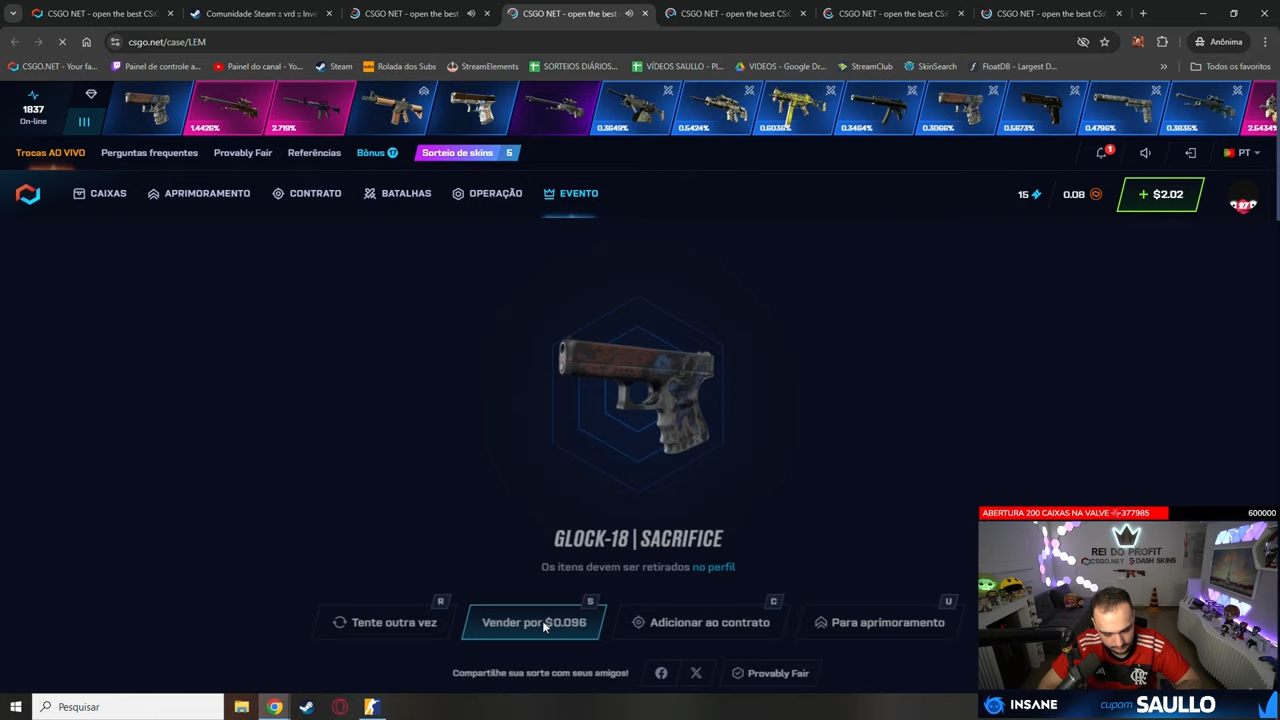 CSGO NET - open the best CS:
Comunidade Steam :: vrd :: Inve
CSGO NET - open the best
CSGO NET - open the best
CSGO NET - open the best CS:
CSGO NET - open the best CS:
CSGO NET - open the best CS:
csgo.net/case/LEM
Anônima
CSGO.NET - Your fa...
Painel de controle a...
Painel do canal - Yo...
Steam
Rolada dos Subs
StreamElements
SORTEIOS DIÁRIOS...
VÍDEOS SAULLO - PL...
VIDEOS - Google Dr...
StreamClub
SkinSearch
FloatDB - Largest D...
Todos os favoritos
1837
On-line
1.4426%
2.719%
0.3649%
0.5424%
0.6036%
0.3464%
0.3066%
0.5673%
0.4796%
0.3835%
2.5434%
Trocas AO VIVO
Perguntas frequentes
Provably Fair
Referências
Bônus 17
Sorteio de skins 5
1
PT
CAIXAS
APRIMORAMENTO
CONTRATO
BATALHAS
OPERAÇÃO
EVENTO
15
0.08
+ $2.02
27
GLOCK-18 | SACRIFICE
Os itens devem ser retirados no perfil
R
Tente outra vez
S
Vender por $0.096
C
Adicionar ao contrato
U
Para aprimoramento
Compartilhe sua sorte com seus amigos!
Provably Fair
ABERTURA 200 CAIXAS NA VALVE
377985
600000
REI DO PROFIT
CSGO.NET
DASH SKINS
INSANE
cupom SAULLO
Pesquisar